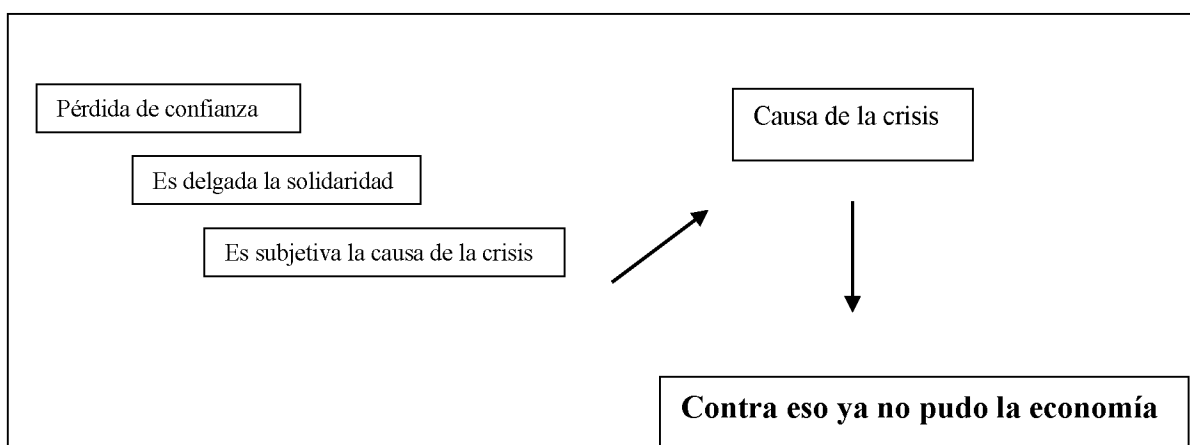 Pérdida de confianza
Causa de la crisis
Es delgada la solidaridad
Es subjetiva la causa de la crisis
Contra eso ya no pudo la economía